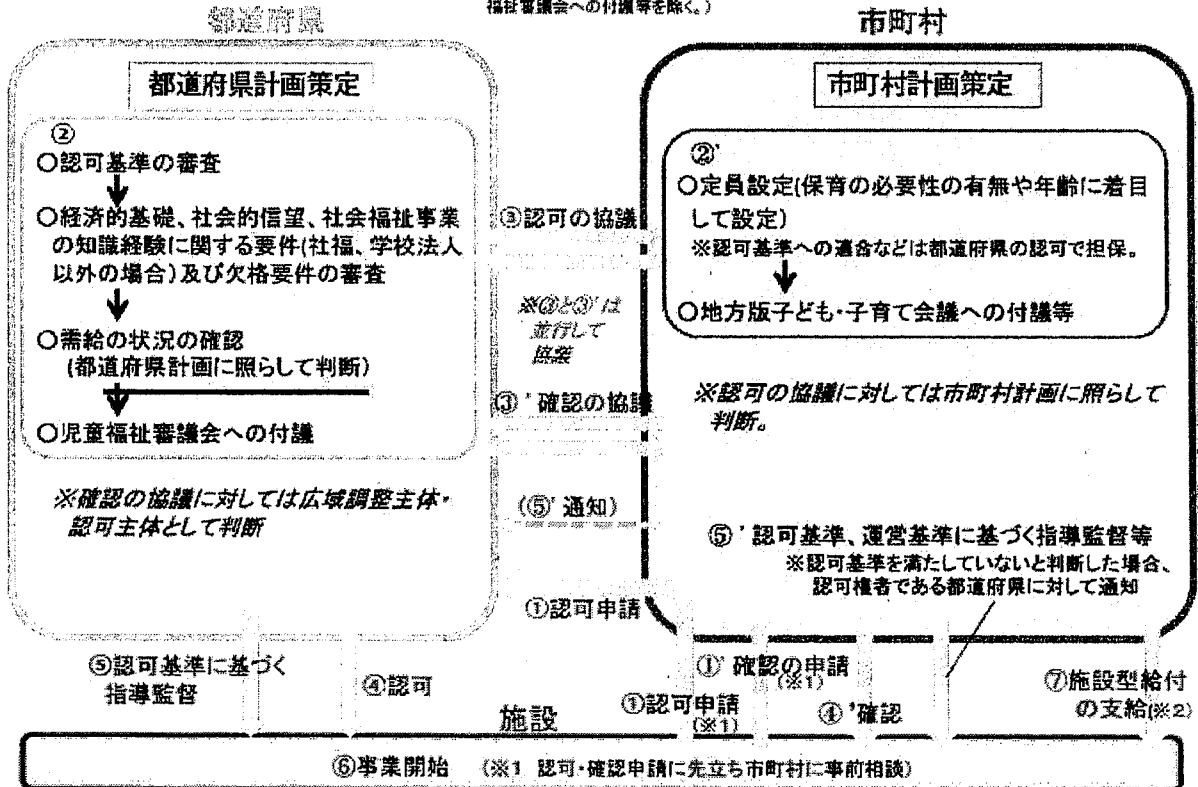 福祉審議会への付議等を除く。)
都道府県
市町村
都道府県計画策定
②
○認可基準の審査
○経済的基礎、社会的信望、社会福祉事業
の知識経験に関する要件(社福、学校法人
以外の場合)及び欠格要件の審査
○需給の状況の確認
(都道府県計画に照らして判断)
○児童福祉審議会への付議
※確認の協議に対しては広域調整主体・
認可主体として判断
③認可の協議
※③と③'は
並行して
協議
③'確認の協議
(⑤'通知)
①認可申請
市町村計画策定
②'
○定員設定(保育の必要性の有無や年齢に着目
して設定)
※認可基準への適合などは都道府県の認可で担保。
○地方版子ども・子育て会議への付議等
※認可の協議に対しては市町村計画に照らして
判断。
⑤'認可基準、運営基準に基づく指導監督等
※認可基準を満たしていないと判断した場合、
認可権者である都道府県に対して通知
⑤認可基準に基づく
指導監督
④認可
施設
①認可申請
(※1)
①'確認の申請
(※1)
④'確認
⑦施設型給付
の支給(※2)
⑥事業開始 (※1 認可・確認申請に先立ち市町村に事前相談)